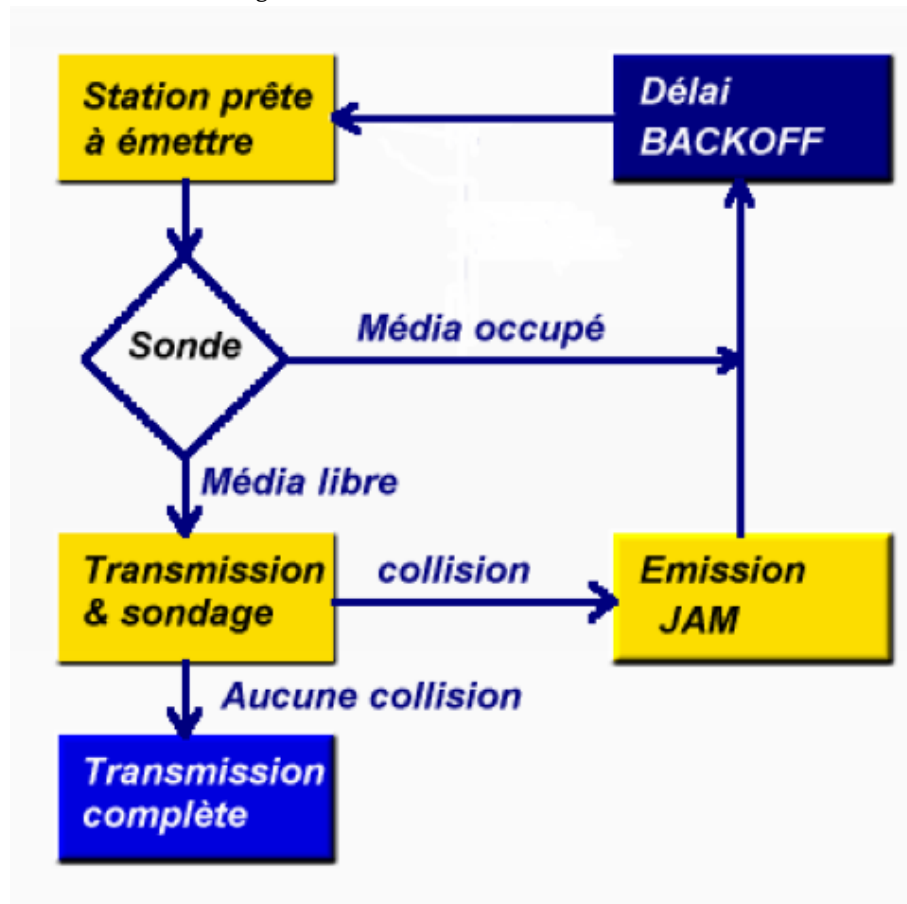 Station prête
à émettre
Délai
BACKOFF
Sonde
Média occupé
Média libre
Transmission
& sondage
collision
Emission
JAM
Aucune collision
Transmission
complète